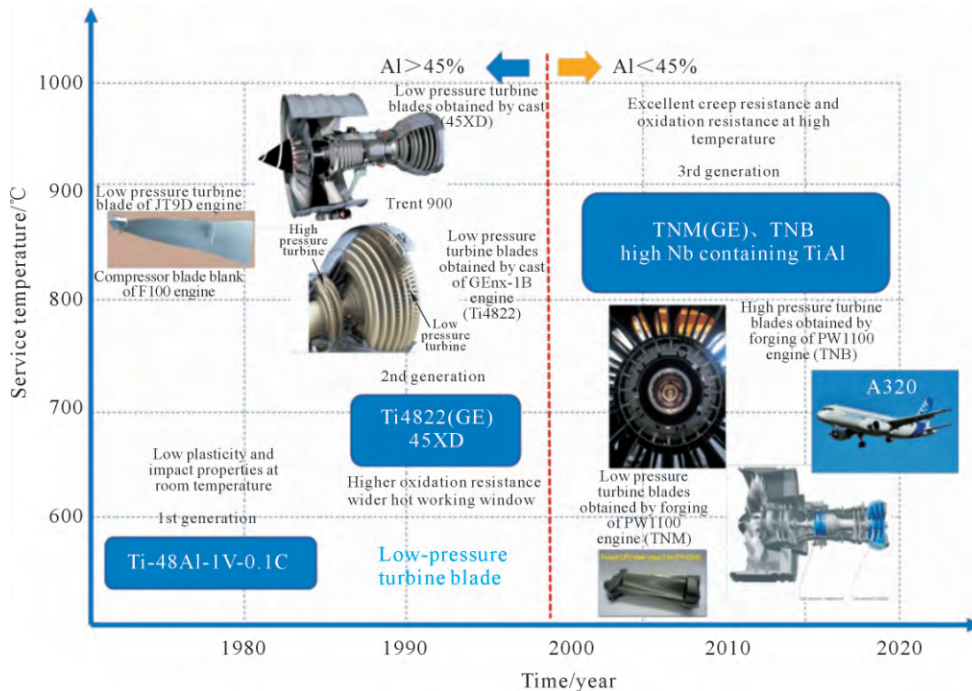 Al＞45%
Al＜45%
1000
900
800
700
600
Service temperature/℃
Low pressure turbine
blades obtained by cast
(45XD)
Trent 900
Low pressure turbine
blade of JT9D engine
Compressor blade blank
of F100 engine
High
pressure
turbine
Low
pressure
turbine
Low pressure
turbine blades
obtained by cast
of GEnx-1B
engine
(Ti4822)
2nd generation
Ti4822(GE)
45XD
Higher oxidation resistance
wider hot working window
Low plasticity and
impact properties at
room temperature
1st generation
Ti-48Al-1V-0.1C
Low-pressure
turbine blade
Excellent creep resistance and
oxidation resistance at high
temperature
3rd generation
TNM(GE)、TNB
high Nb containing TiAl
High pressure turbine
blades obtained by
forging of PW1100
engine (TNB)
A320
Low pressure
turbine blades
obtained by forging
of PW1100
engine (TNM)
1980
1990
2000
2010
2020
Time/year